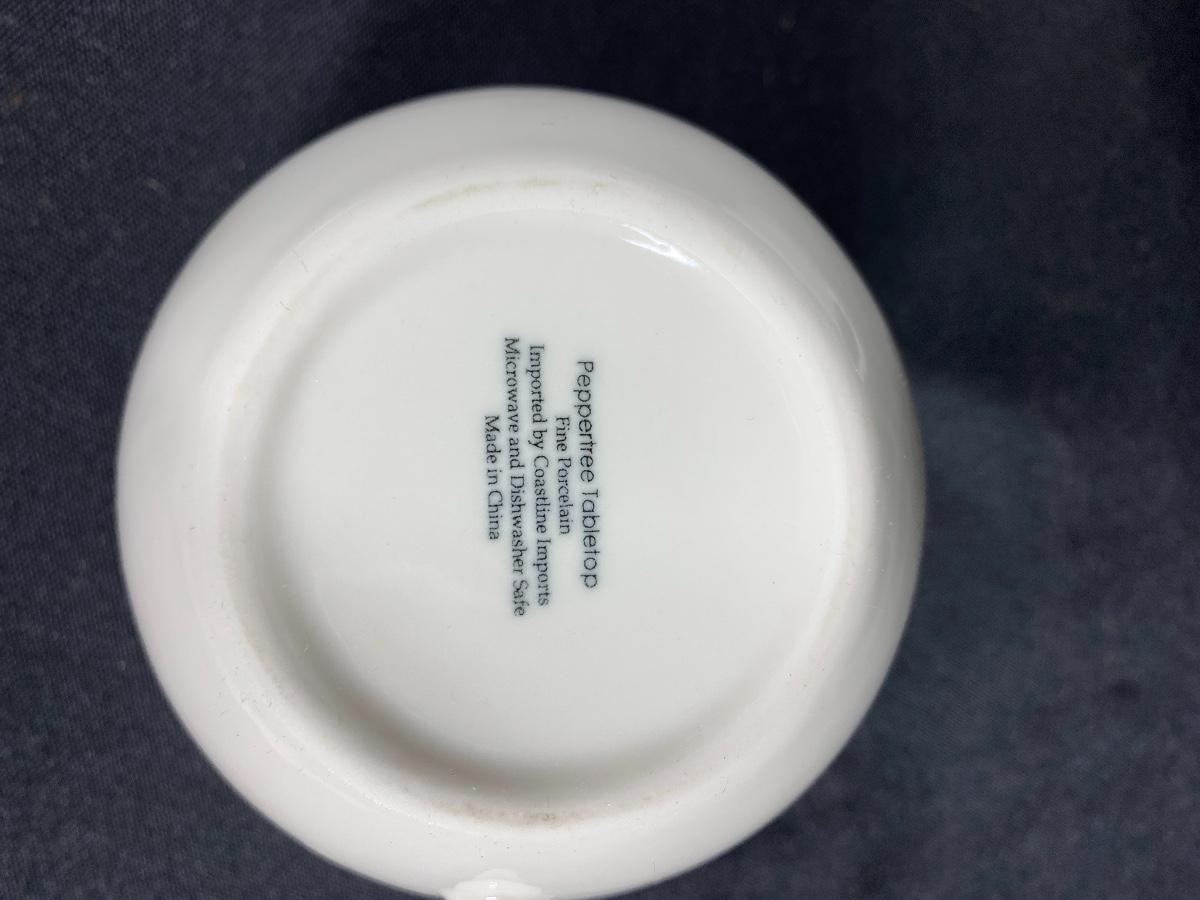 Peppertree Tabletop
Fine Porcelain
Imported by Coastline Imports
Microwave and Dishwasher Safe
Made in China